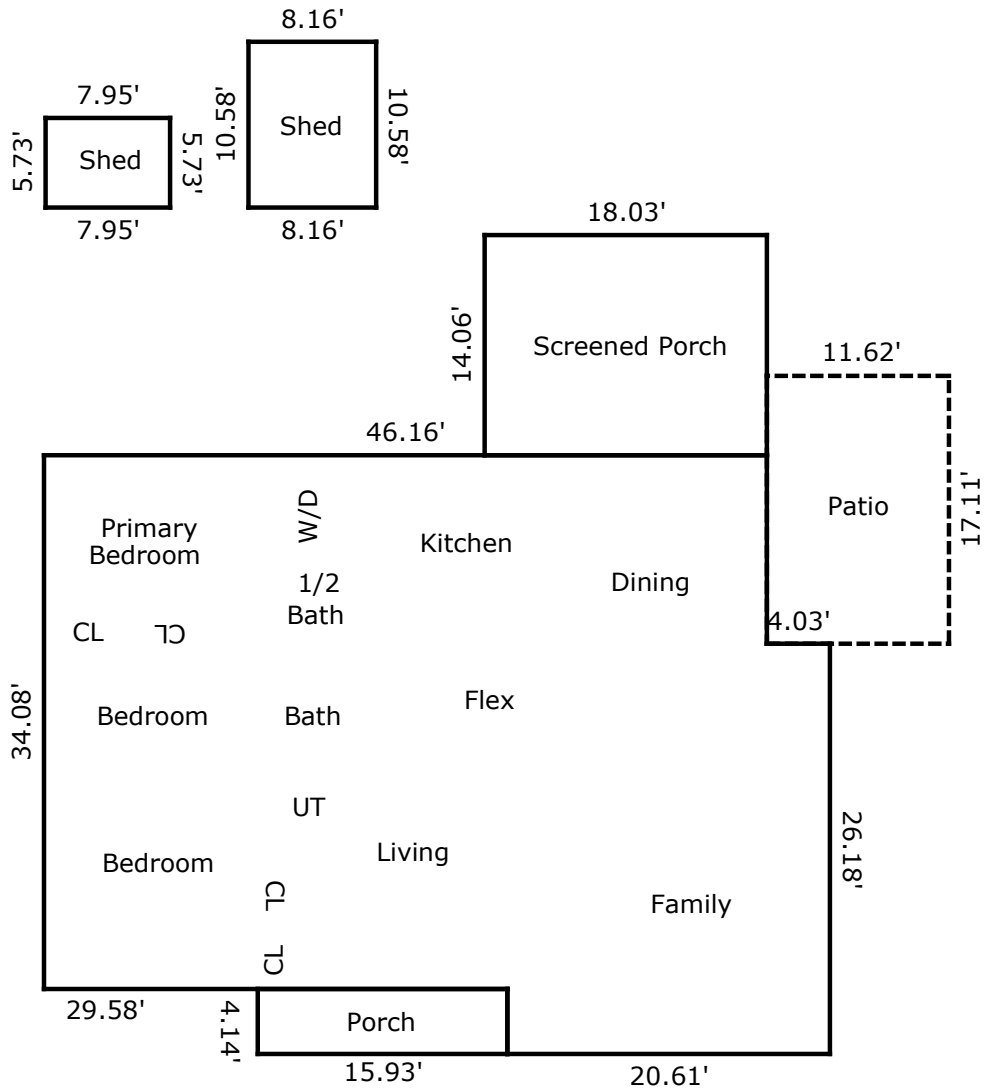 8.16'
10.58'
Shed
10.58'
8.16'
7.95'
5.73'
Shed
5.73'
7.95'
18.03'
14.06'
Screened Porch
11.62'
Patio
17.11'
46.16'
Primary
Bedroom
W/D
Kitchen
1/2
Bath
Dining
4.03'
CL
CL
34.08'
Bedroom
Bath
Flex
UT
Living
Bedroom
26.18'
CL
Family
CL
29.58'
4.14'
Porch
15.93'
20.61'